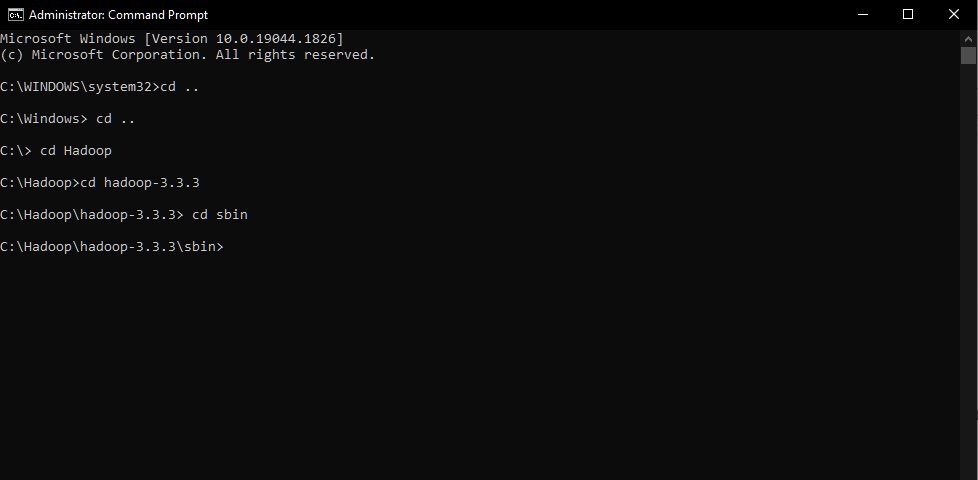 Administrator: Command Prompt
Microsoft Windows [Version 10.0.19044.1826]
(c) Microsoft Corporation. All rights reserved.
C:\WINDOWS\system32>cd ..
C:\Windows> cd ..
C:\> cd Hadoop
C:\Hadoop>cd hadoop-3.3.3
C:\Hadoop\hadoop-3.3.3> cd sbin
C:\Hadoop\hadoop-3.3.3\sbin>